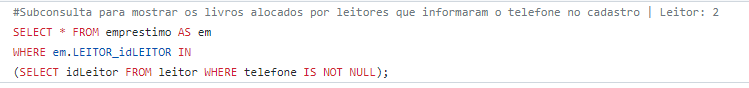 #Subconsulta para mostrar os livros alocados por leitores que informaram o telefone no cadastro | Leitor: 2
SELECT * FROM emprestimo AS em
WHERE em.LEITOR_idLEITOR IN
(SELECT idLeitor FROM leitor WHERE telefone IS NOT NULL);